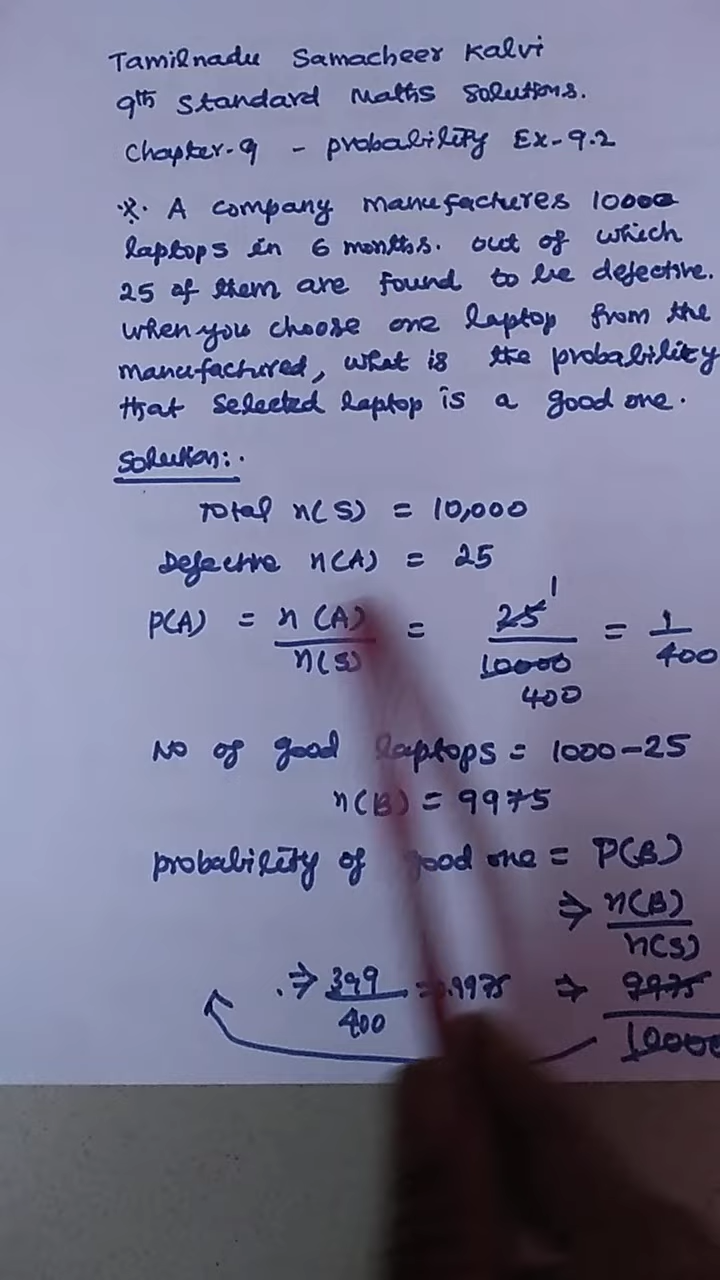 Tamilnadu Samacheer Kalvi
9th Standard Maths Solutions.
Chapter-9 - probability Ex-9.2
*. A company manufactures 10000
laptops in 6 months. out of which
25 of them are found to be defective.
when you choose one laptop from the
manufactured, what is the probability
that selected laptop is a good one.
Solution:.
Total n(S) = 10,000
Defective n(A) = 25
P(A) = n(A)/n(S) = 25/10000 = 1/400
1
400
No of good laptops = 1000-25
n(B) = 9975
probability of good one = P(B)
⇒ n(B)/n(S)
.⇒ 399/400 = 0.9975 ⇒ 9975/10000